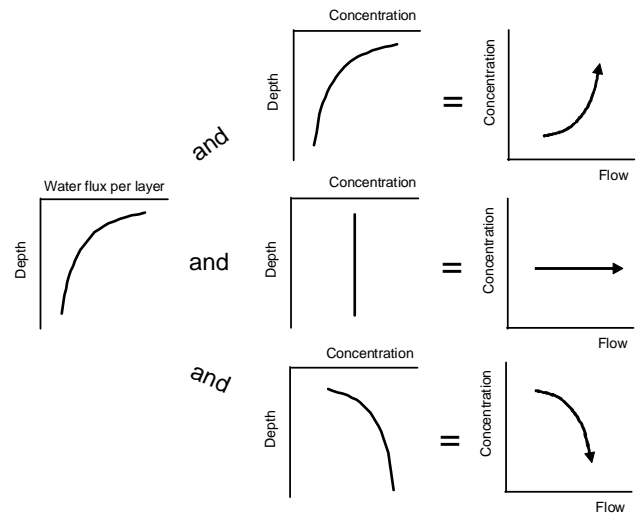 Concentration
Depth
=
Concentration
Flow
and
Water flux per layer
Depth
and
Concentration
Depth
=
Concentration
Flow
and
Concentration
Depth
=
Concentration
Flow